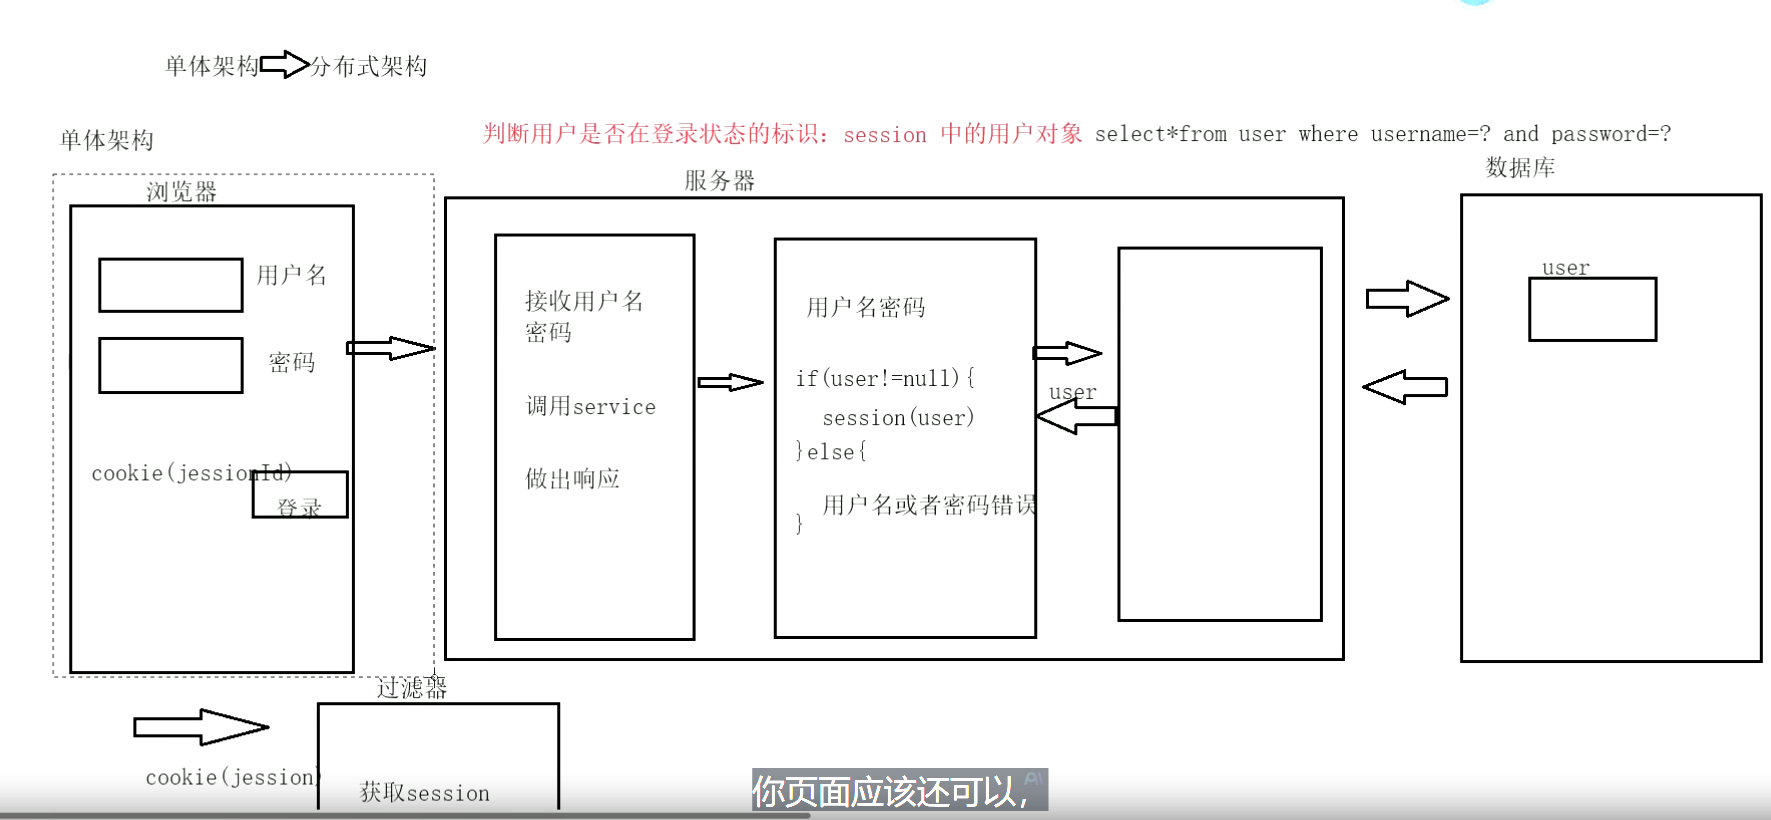 单体架构 分布式架构
单体架构
判断用户是否在登录状态的标识：session 中的用户对象 select*from user where username=? and password=?
浏览器
服务器
数据库
用户名
密码
cookie(jessionId)
登录
接收用户名
密码
调用service
做出响应
用户名密码
if(user!=null){
session(user)
}else{
用户名或者密码错误
}
user
user
过滤器
cookie(jession)
获取session
你页面应该还可以，